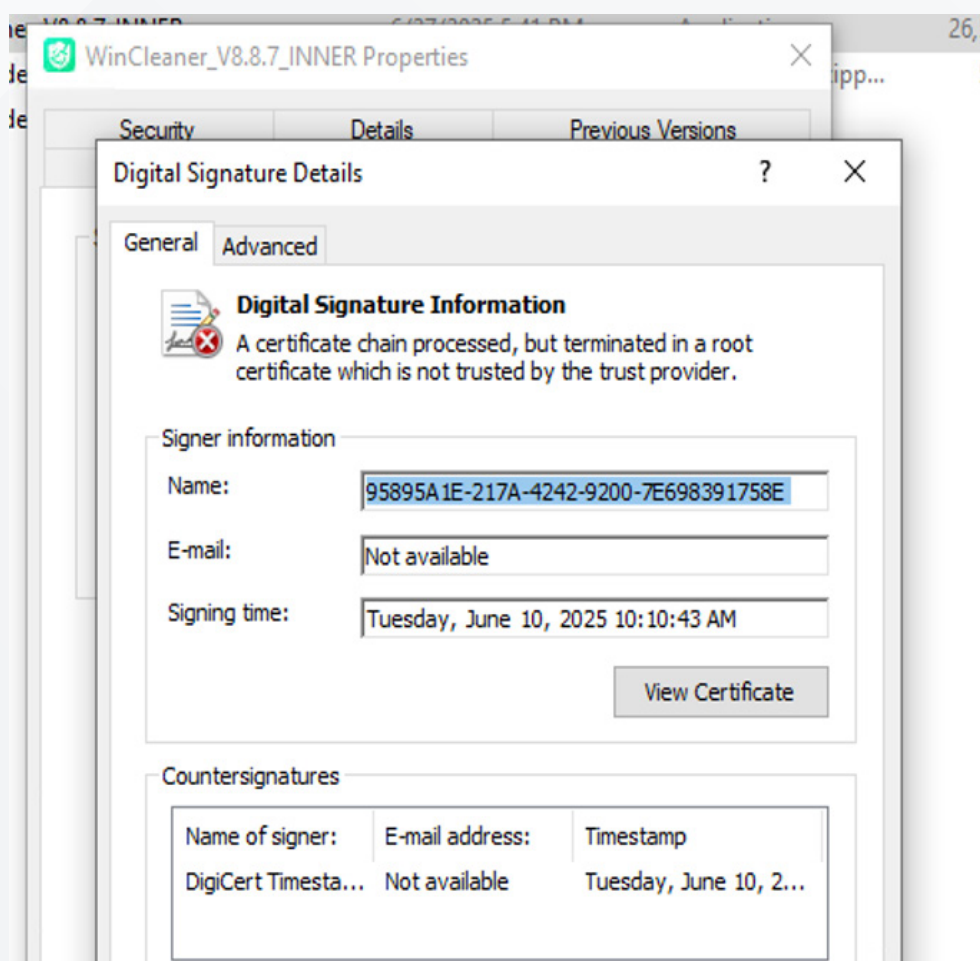 26,
WinCleaner_V8.8.7_INNER Properties
ipp...
Security Details Previous Versions
Digital Signature Details ?
General Advanced
Digital Signature Information
A certificate chain processed, but terminated in a root
certificate which is not trusted by the trust provider.
Signer information
Name: 95895A1E-217A-4242-9200-7E698391758E
E-mail: Not available
Signing time: Tuesday, June 10, 2025 10:10:43 AM
View Certificate
Countersignatures
Name of signer: E-mail address: Timestamp
DigiCert Timesta... Not available Tuesday, June 10, 2...